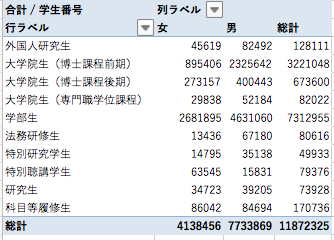 合計 / 学生番号 列ラベル
行ラベル 女 男 総計
外国人研究生 45619 82492 128111
大学院生（博士課程前期） 895406 2325642 3221048
大学院生（博士課程後期） 273157 400443 673600
大学院生（専門職学位課程） 29838 52184 82022
学部生 2681895 4631060 7312955
法務研修生 13436 67180 80616
特別研究学生 14795 35138 49933
特別聴講学生 63545 15831 79376
研究生 34723 39205 73928
科目等履修生 86042 84694 170736
総計 4138456 7733869 11872325